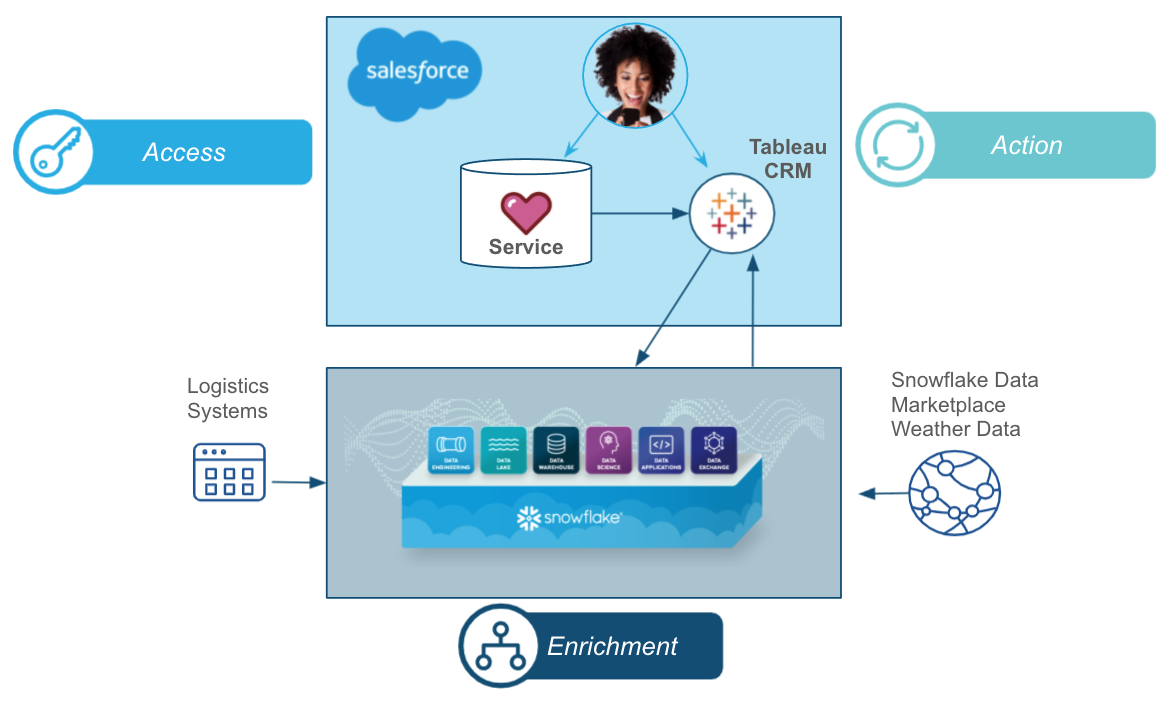 salesforce
Access
Tableau
CRM
Action
Service
Logistics
Systems
Snowflake Data
Marketplace
Weather Data
DATA
ENGINEERING
DATA
LAKE
DATA
WAREHOUSE
DATA
SCIENCE
DATA
APPLICATIONS
DATA
EXCHANGE
snowflake®
Enrichment